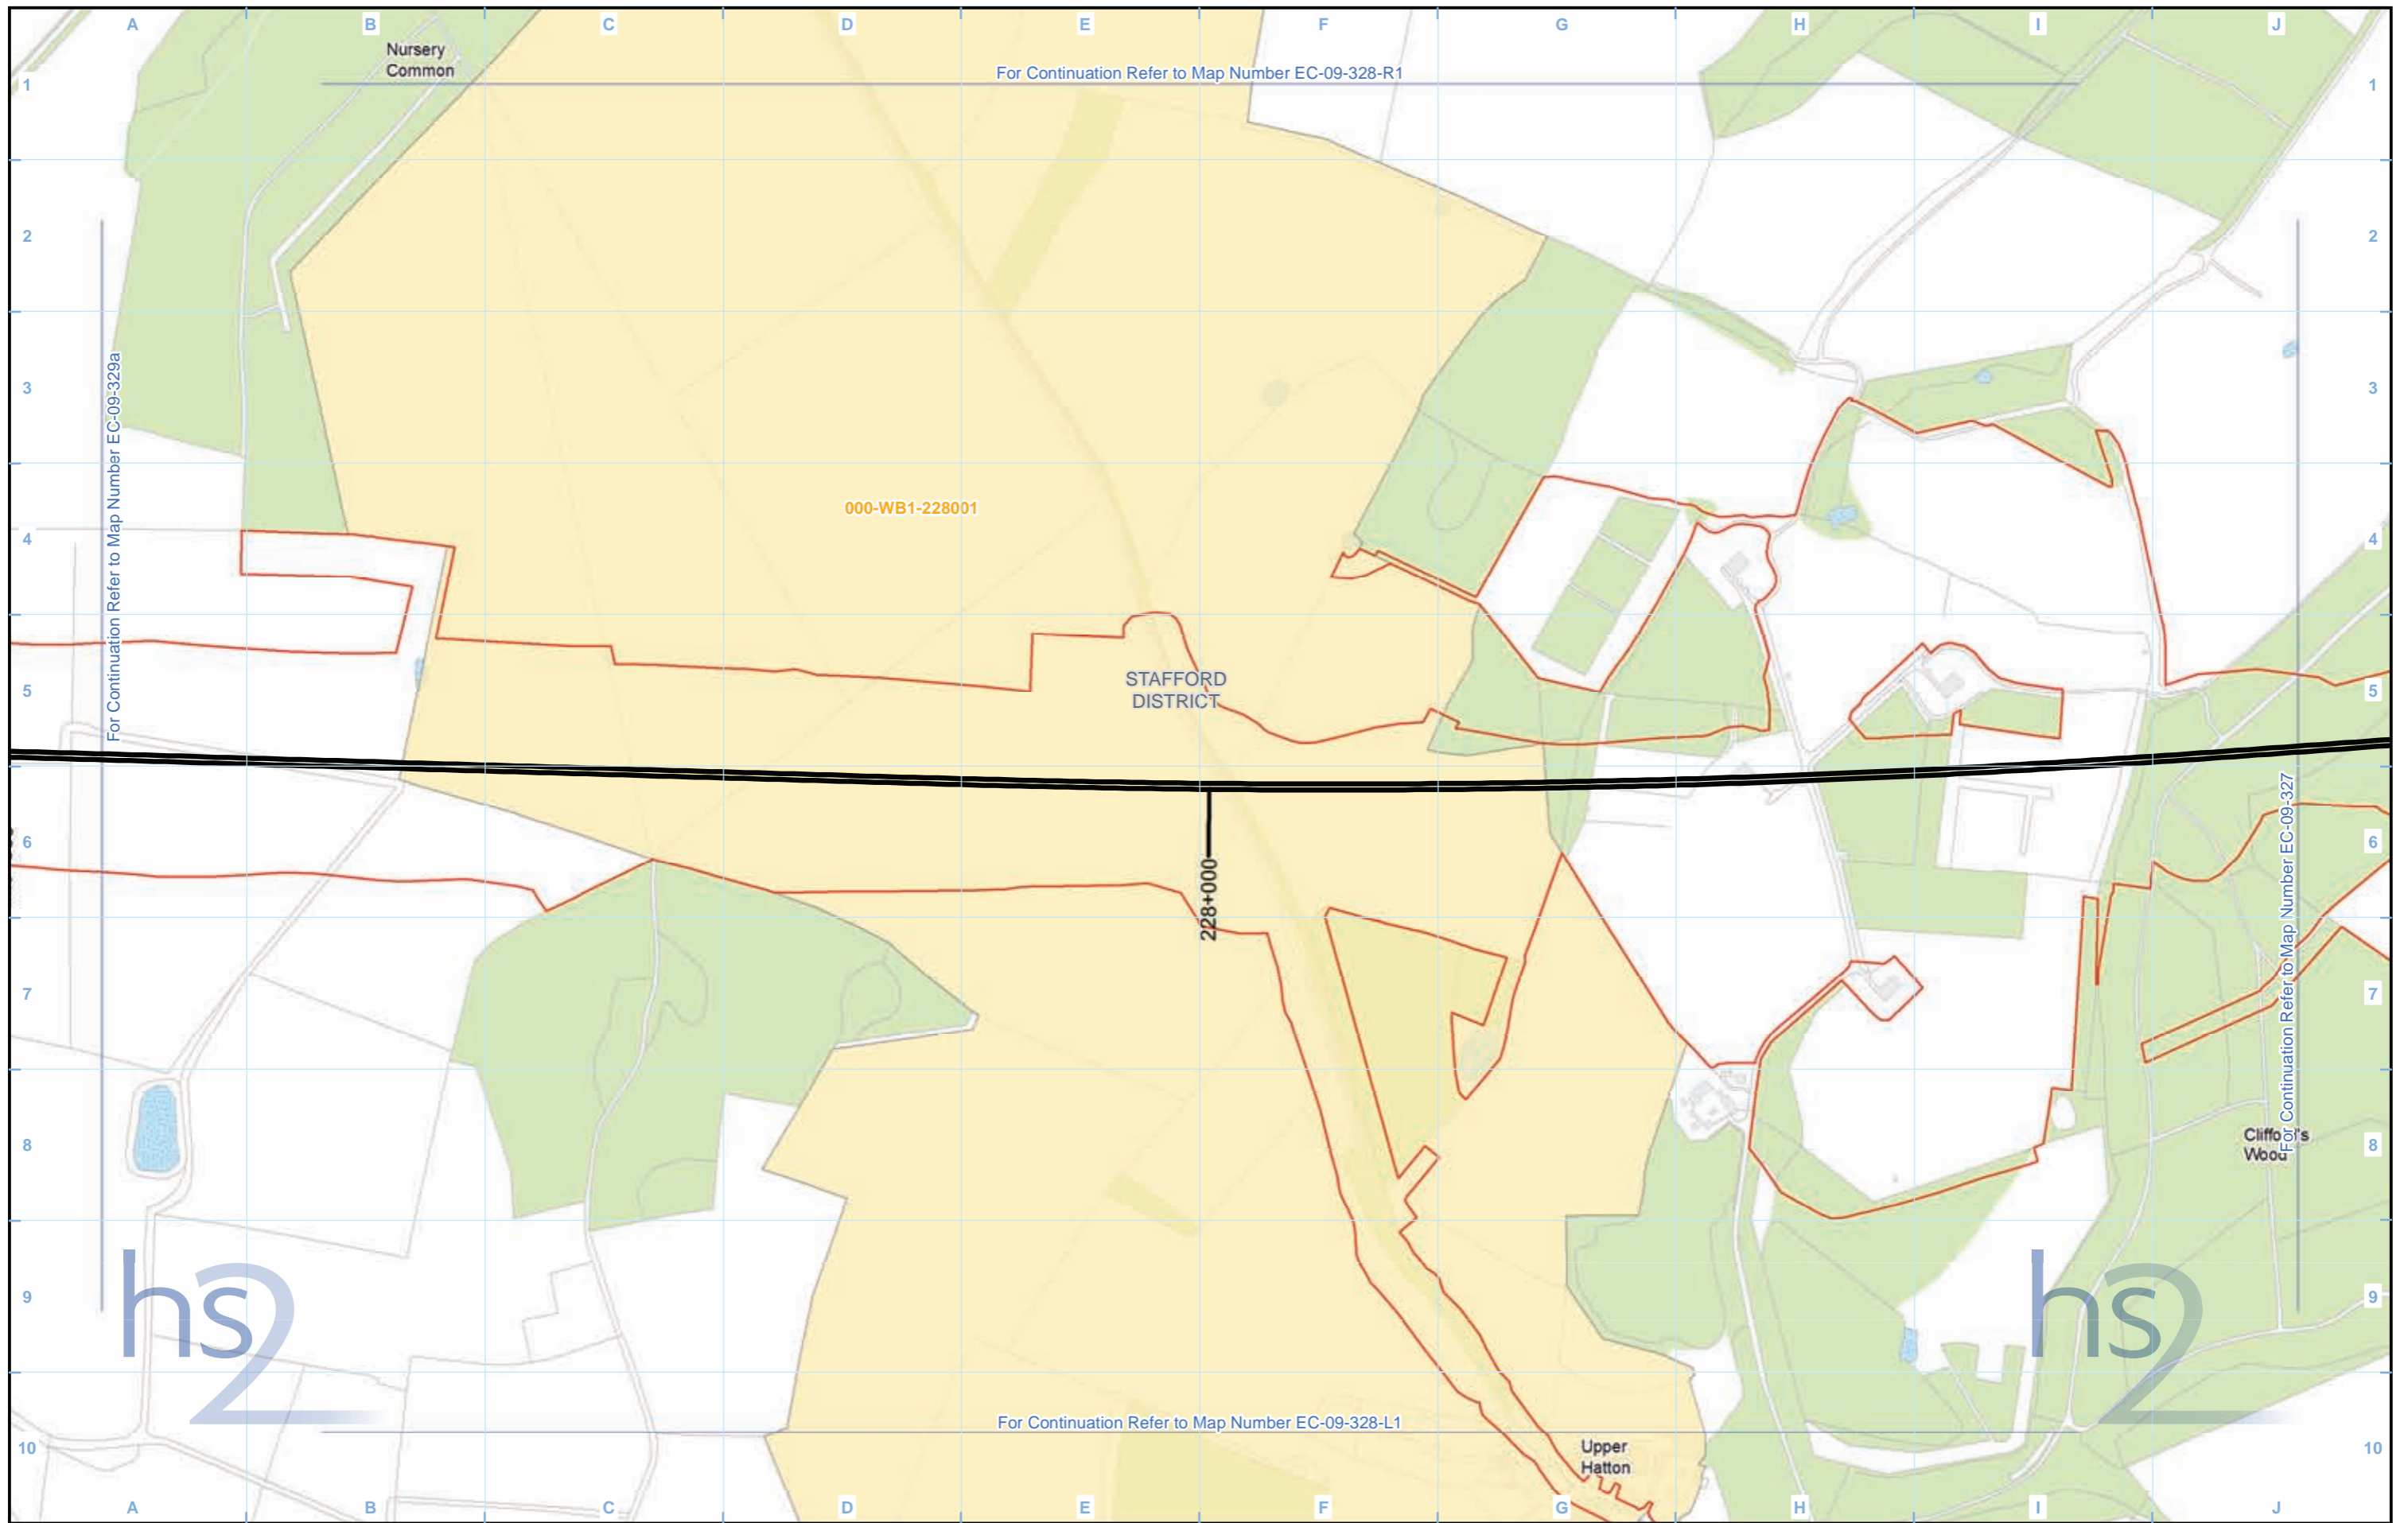 A B C D E F G H I J
Nursery
Common
For Continuation Refer to Map Number EC-09-328-R1
1 1
2 2
For Continuation Refer to Map Number EC-09-329a
3 3
000-WB1-228001
4 4
STAFFORD
DISTRICT
5 5
For Continuation Refer to Map Number EC-09-327
6 6
228+000
7 7
8 8
Clifford's
Wood
hs2 hs2
9 9
For Continuation Refer to Map Number EC-09-328-L1
10 10
Upper
Hatton
A B C D E F G H I J